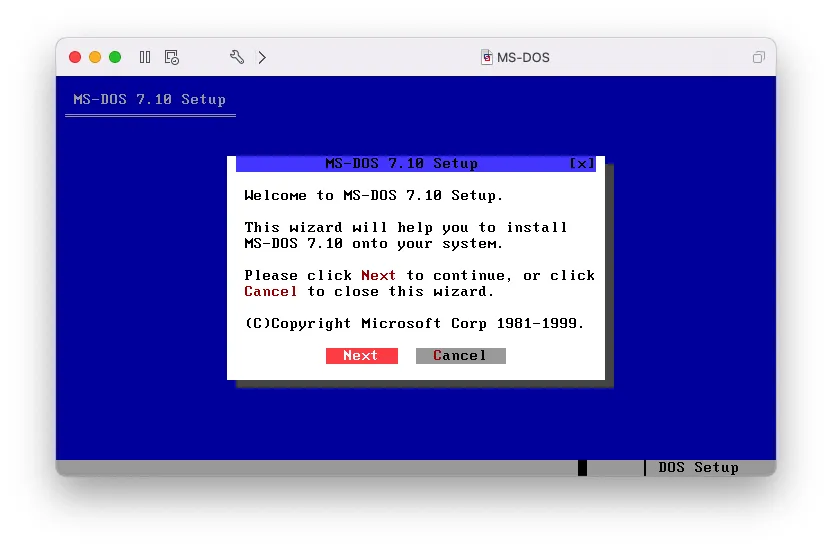 MS-DOS
MS-DOS 7.10 Setup
MS-DOS 7.10 Setup [x]
Welcome to MS-DOS 7.10 Setup.
This wizard will help you to install
MS-DOS 7.10 onto your system.
Please click Next to continue, or click
Cancel to close this wizard.
(C)Copyright Microsoft Corp 1981-1999.
Next Cancel
DOS Setup